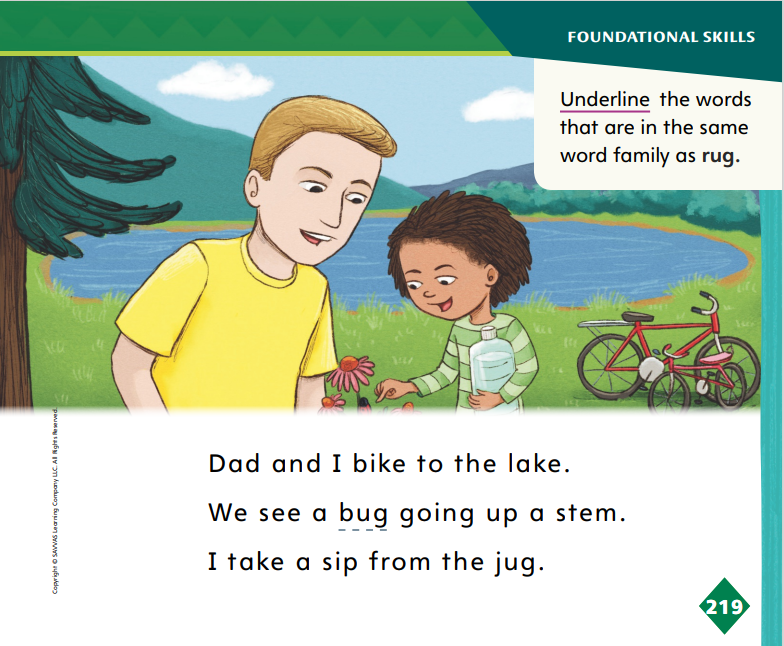 FOUNDATIONAL SKILLS
Underline the words
that are in the same
word family as rug.
Dad and I bike to the lake.
We see a bug going up a stem.
I take a sip from the jug.
Copyright © SAVVAS Learning Company LLC. All Rights Reserved.
219